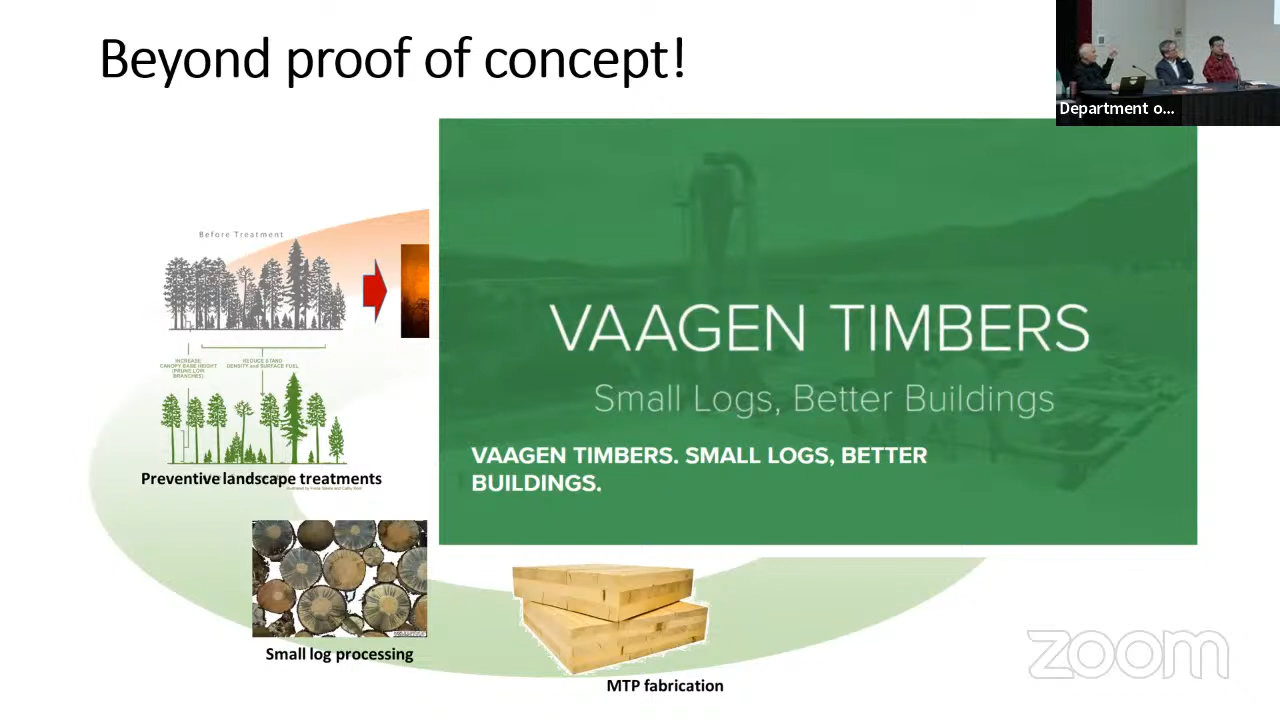 Beyond proof of concept!
Department o...
Before Treatment
VAAGEN TIMBERS
Small Logs, Better Buildings
INCREASE
CANOPY BASE HEIGHT
(PRUNE LOW
BRANCHES)
REDUCE STAND
DENSITY and SURFACE FUEL
VAAGEN TIMBERS. SMALL LOGS, BETTER
BUILDINGS.
Preventive landscape treatments
Small log processing
MTP fabrication
zoom